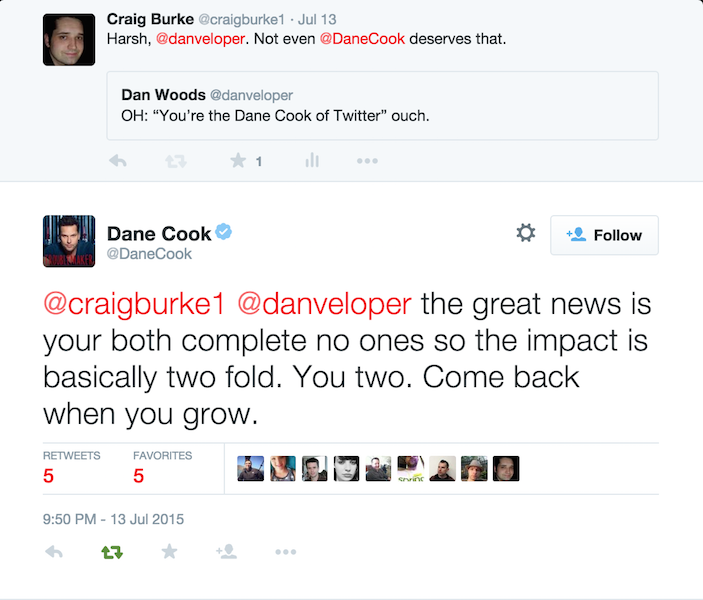 Craig Burke @craigburke1 · Jul 13
Harsh, @danveloper. Not even @DaneCook deserves that.
Dan Woods @danveloper
OH: “You're the Dane Cook of Twitter” ouch.
1
Dane Cook
@DaneCook
Follow
@craigburke1 @danveloper the great news is
your both complete no ones so the impact is
basically two fold. You two. Come back
when you grow.
RETWEETS FAVORITES
5 5
9:50 PM - 13 Jul 2015